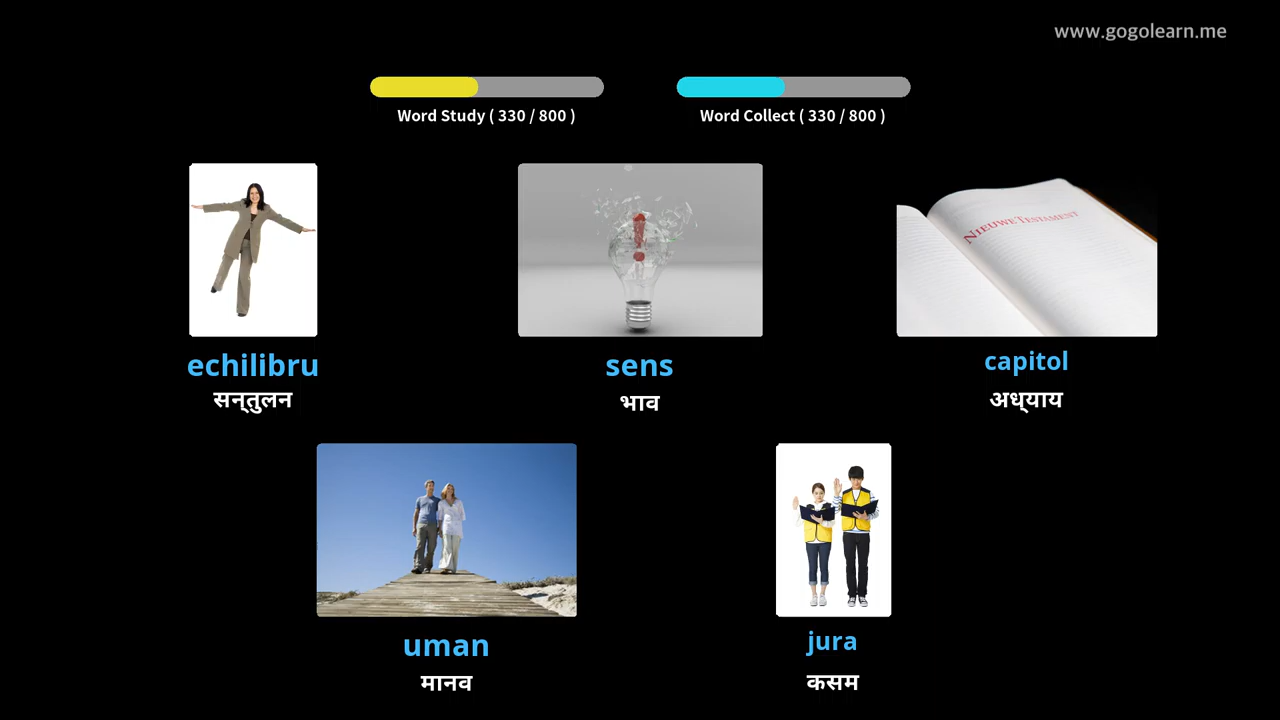 www.gogolearn.me
Word Study ( 330 / 800 )
Word Collect ( 330 / 800 )
NIEUWE TESTAMENT
echilibru
सन्‌तुलन
sens
भाव
capitol
अध्‌याय
uman
मानव
jura
कसम